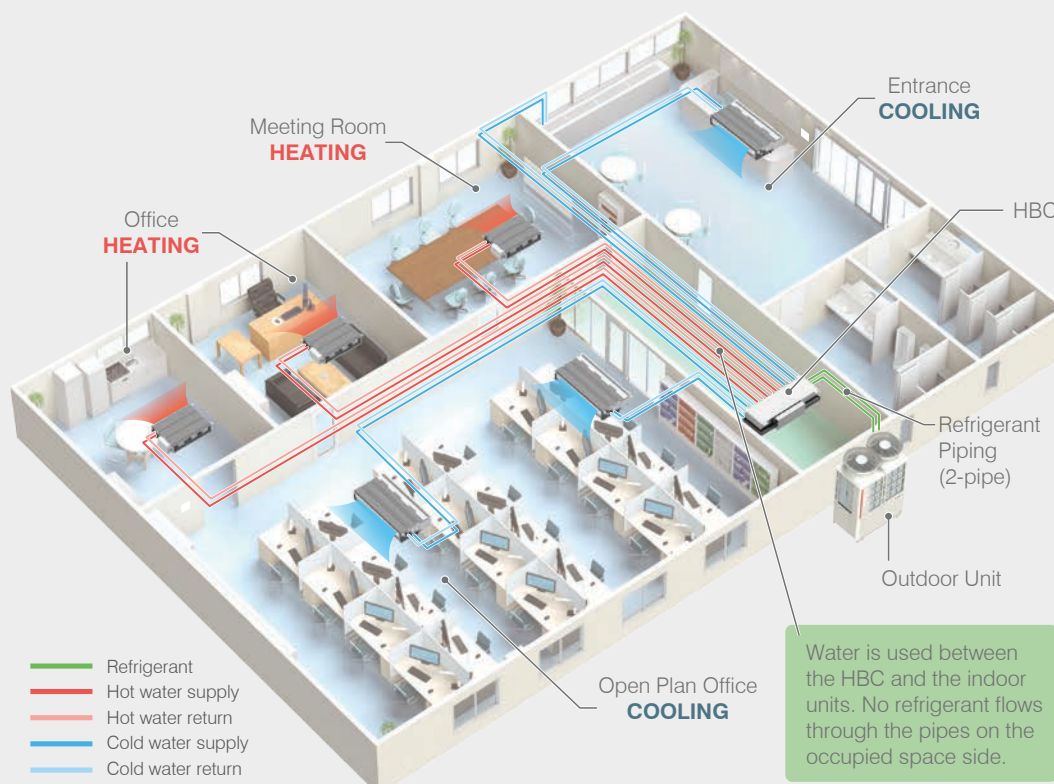 Entrance
COOLING
Meeting Room
HEATING
HBC
Office
HEATING
Refrigerant
Piping
(2-pipe)
Outdoor Unit
Water is used between
the HBC and the indoor
units. No refrigerant flows
through the pipes on the
occupied space side.
Open Plan Office
COOLING
Refrigerant
Hot water supply
Hot water return
Cold water supply
Cold water return